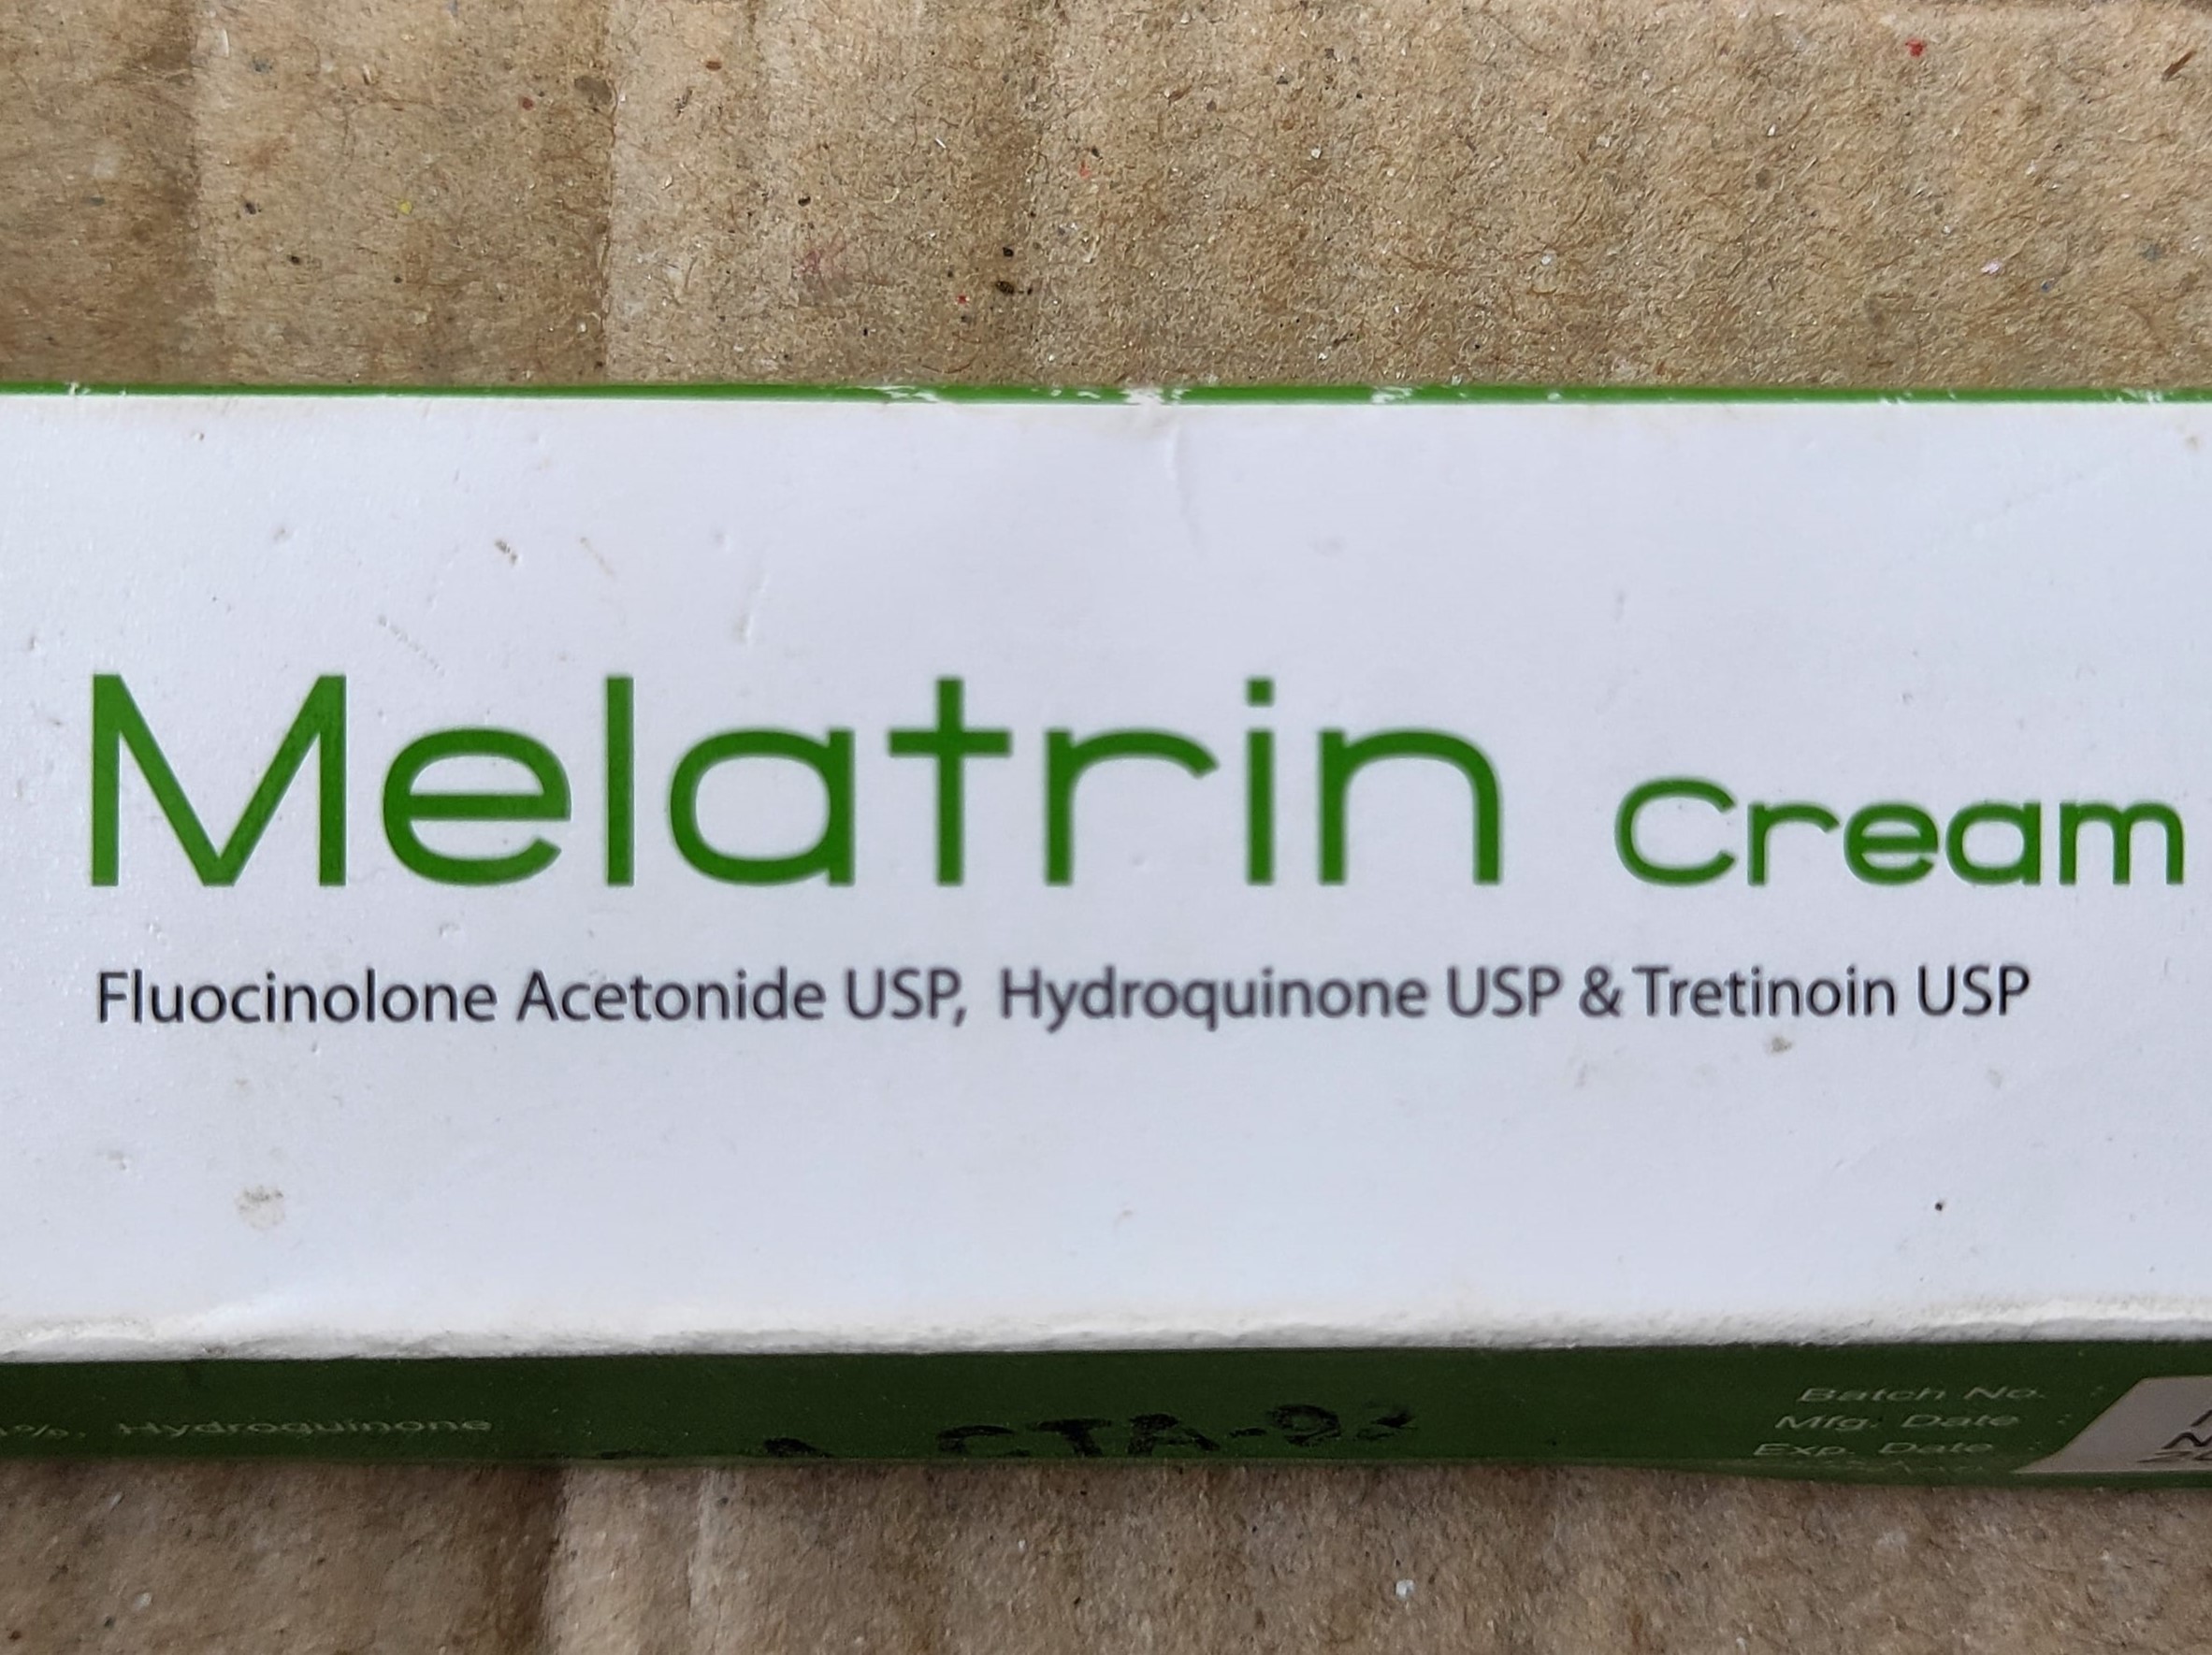 Melatrin Cream
Fluocinolone Acetonide USP, Hydroquinone USP & Tretinoin USP
Hydroquinone
Batch No. :
Mfg. Date :
Exp. Date :